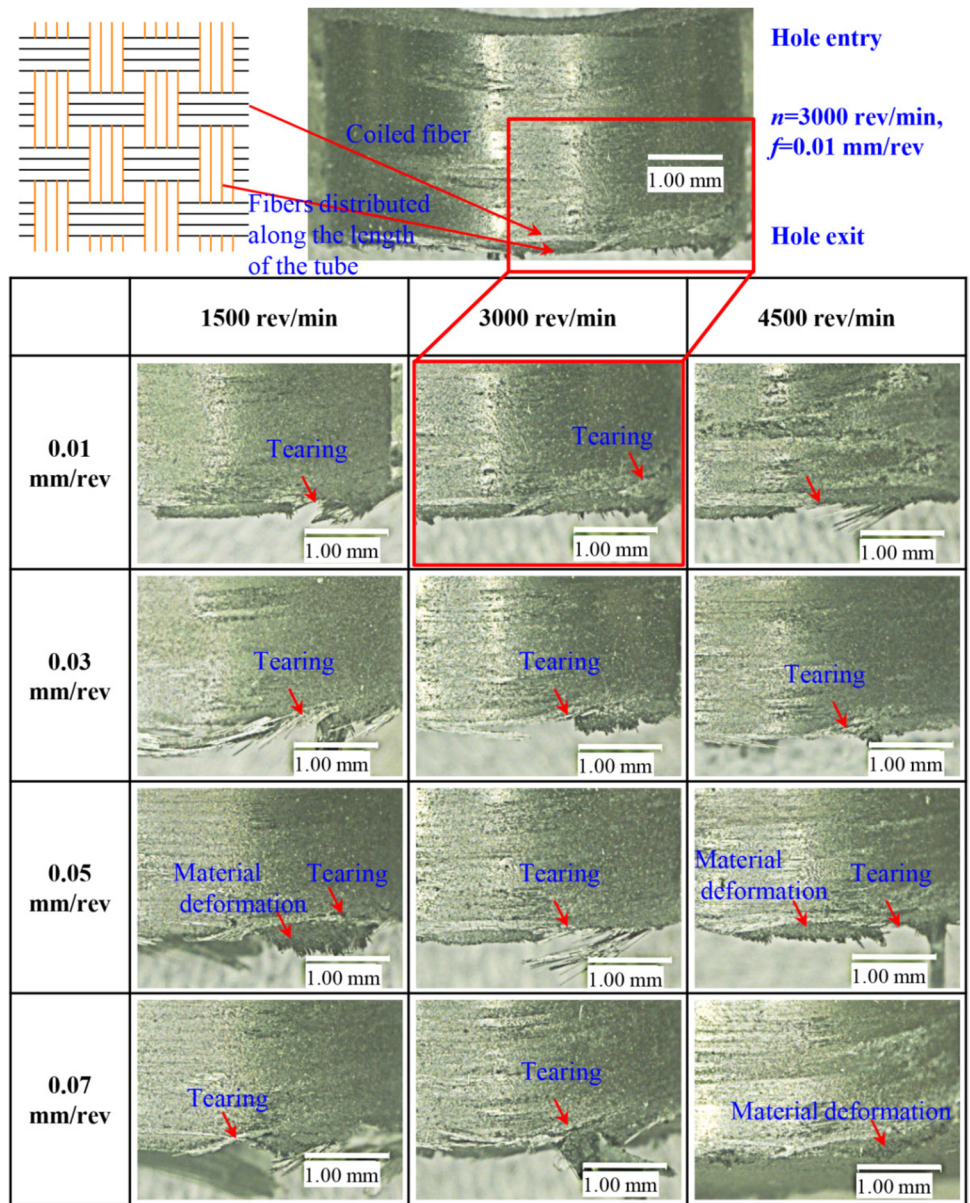 Hole entry
n=3000 rev/min,
f=0.01 mm/rev
Hole exit
Coiled fiber
1.00 mm
Fibers distributed
along the length
of the tube
1500 rev/min
3000 rev/min
4500 rev/min
0.01
mm/rev
Tearing
1.00 mm
Tearing
1.00 mm
1.00 mm
0.03
mm/rev
Tearing
1.00 mm
Tearing
1.00 mm
Tearing
1.00 mm
0.05
mm/rev
Material
deformation
Tearing
1.00 mm
Tearing
1.00 mm
Material
deformation
Tearing
1.00 mm
0.07
mm/rev
Tearing
1.00 mm
Tearing
1.00 mm
Material deformation
1.00 mm